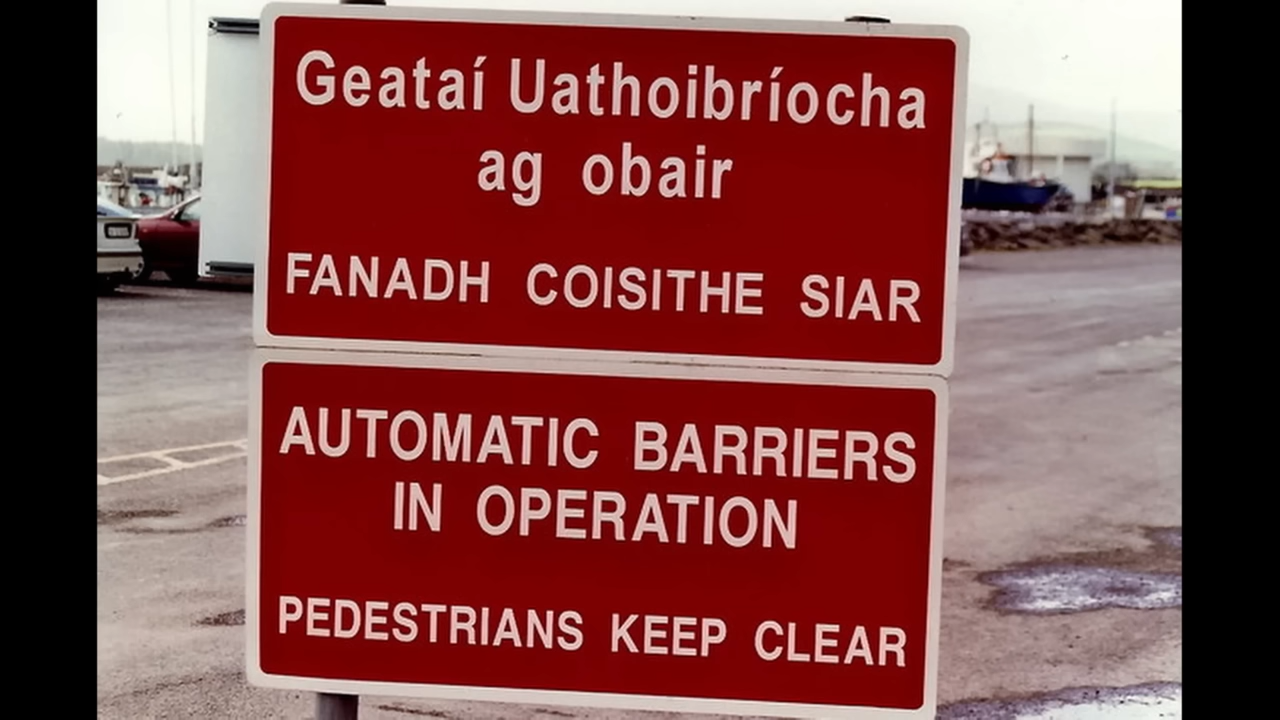 Geataí Uathoibríocha
ag obair
FANADH COISITHE SIAR
AUTOMATIC BARRIERS
IN OPERATION
PEDESTRIANS KEEP CLEAR